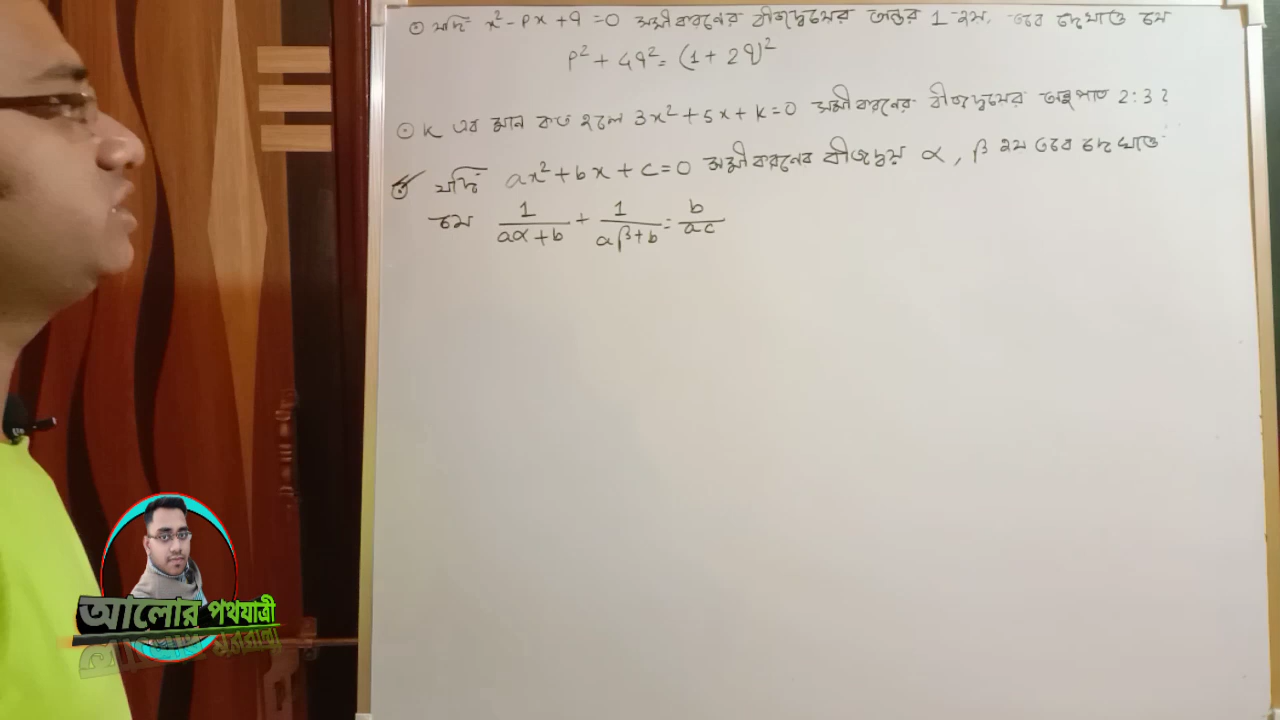 ⊙ যদি x² - px + q = 0 সমীকরণের বীজদ্বয়ের অন্তর 1 হয়, তবে দেখাও যে
p² + 4q² = (1 + 2q)²
⊙ k এর মান কত হলে 3x² + 5x + k = 0 সমীকরণের বীজদ্বয়ের অনুপাত 2 : 3 ?
যদি ax² + bx + c = 0 সমীকরণের বীজদ্বয় α, β হয় তবে দেখাও
যে 1/(aα + b) + 1/(aβ + b) = b/ac
আলোর পথযাত্রী